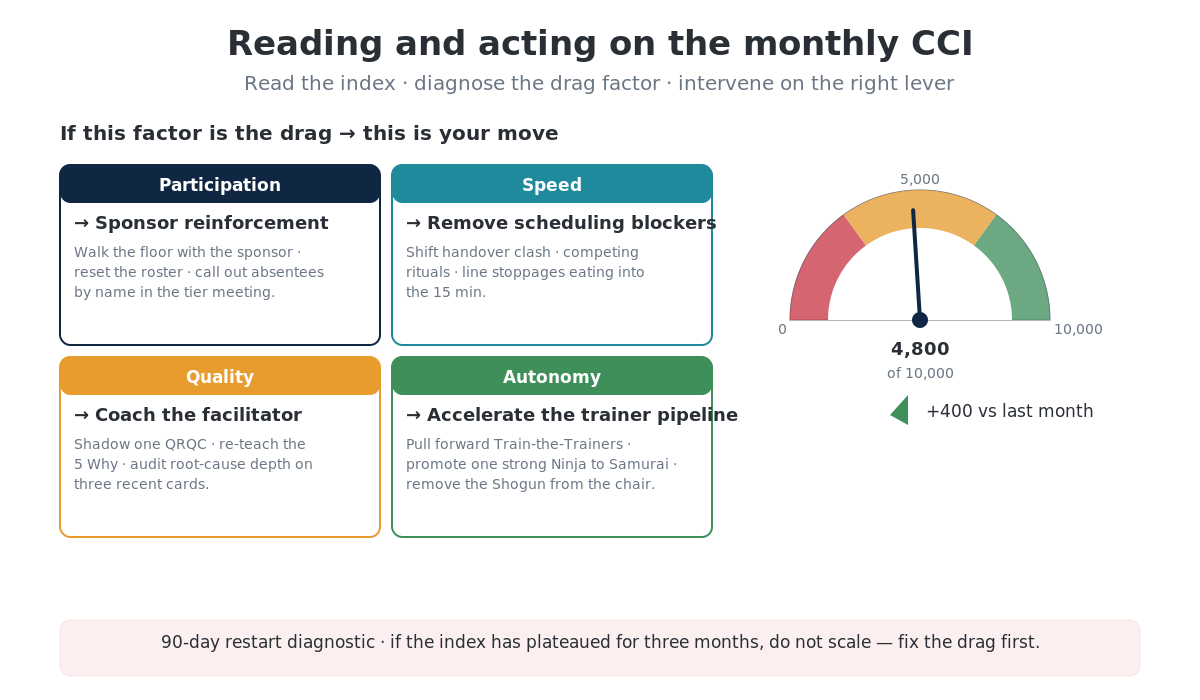 Reading and acting on the monthly CCI
Read the index · diagnose the drag factor · intervene on the right lever
If this factor is the drag → this is your move
Participation
→ Sponsor reinforcement
Walk the floor with the sponsor ·
reset the roster · call out absentees
by name in the tier meeting.
Speed
→ Remove scheduling blockers
Shift handover clash · competing
rituals · line stoppages eating into
the 15 min.
Quality
→ Coach the facilitator
Shadow one QRQC · re-teach the
5 Why · audit root-cause depth on
three recent cards.
Autonomy
→ Accelerate the trainer pipeline
Pull forward Train-the-Trainers ·
promote one strong Ninja to Samurai ·
remove the Shogun from the chair.
5,000
0
10,000
4,800
of 10,000
+400 vs last month
90-day restart diagnostic · if the index has plateaued for three months, do not scale — fix the drag first.